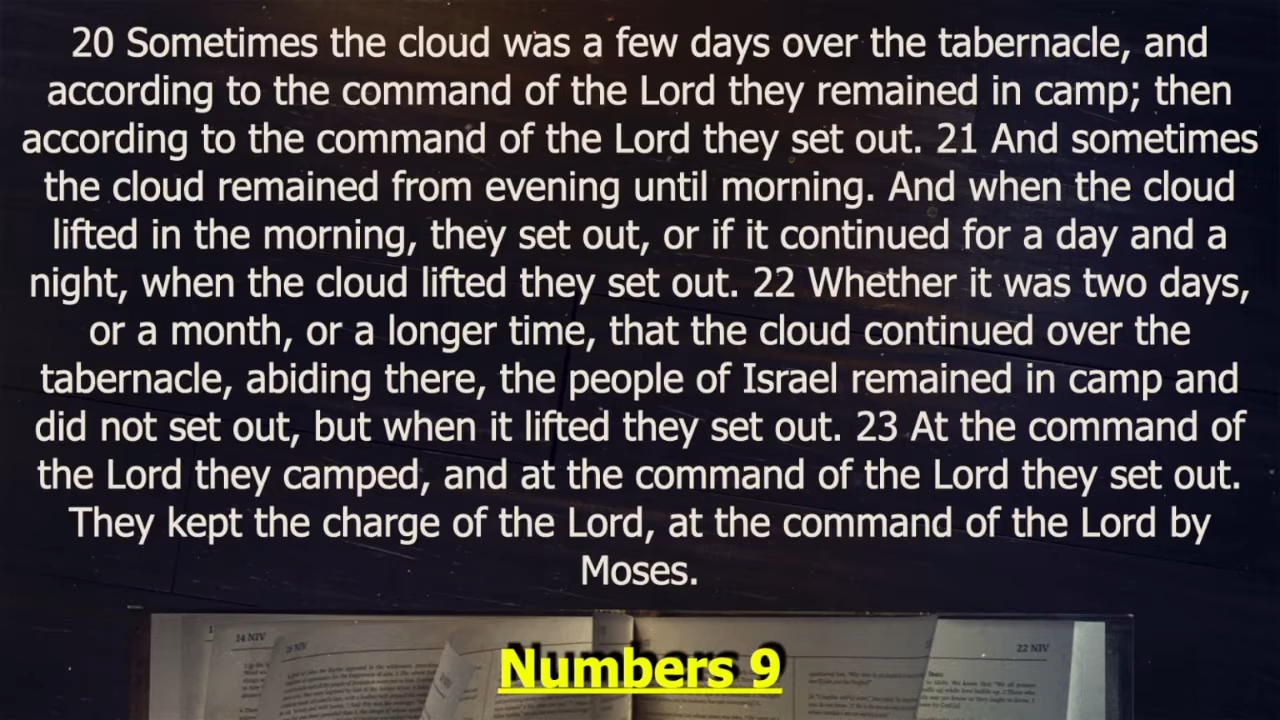 20 Sometimes the cloud was a few days over the tabernacle, and
according to the command of the Lord they remained in camp; then
according to the command of the Lord they set out. 21 And sometimes
the cloud remained from evening until morning. And when the cloud
lifted in the morning, they set out, or if it continued for a day and a
night, when the cloud lifted they set out. 22 Whether it was two days,
or a month, or a longer time, that the cloud continued over the
tabernacle, abiding there, the people of Israel remained in camp and
did not set out, but when it lifted they set out. 23 At the command of
the Lord they camped, and at the command of the Lord they set out.
They kept the charge of the Lord, at the command of the Lord by
Moses.
14 NIV
22 NIV
Numbers 9